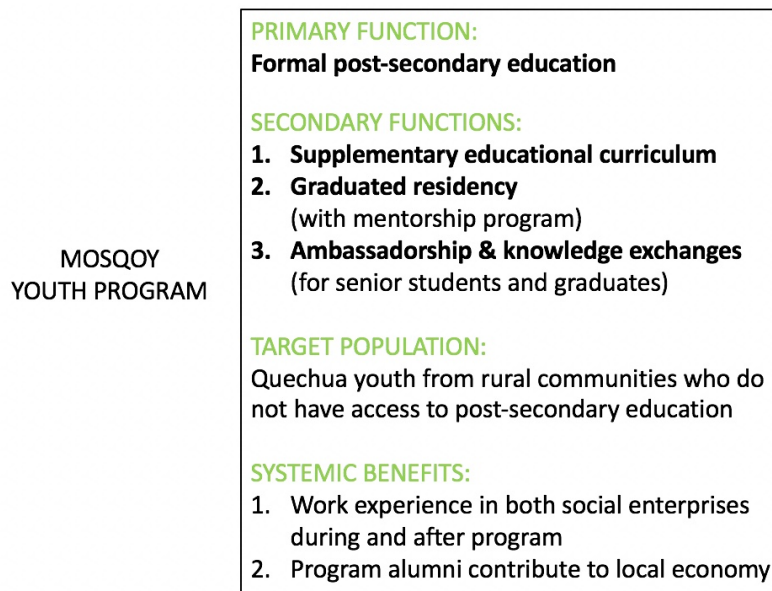 MOSQOY
YOUTH PROGRAM
PRIMARY FUNCTION:
Formal post-secondary education
SECONDARY FUNCTIONS:
1. Supplementary educational curriculum
2. Graduated residency
(with mentorship program)
3. Ambassadorship & knowledge exchanges
(for senior students and graduates)
TARGET POPULATION:
Quechua youth from rural communities who do
not have access to post-secondary education
SYSTEMIC BENEFITS:
1. Work experience in both social enterprises
during and after program
2. Program alumni contribute to local economy